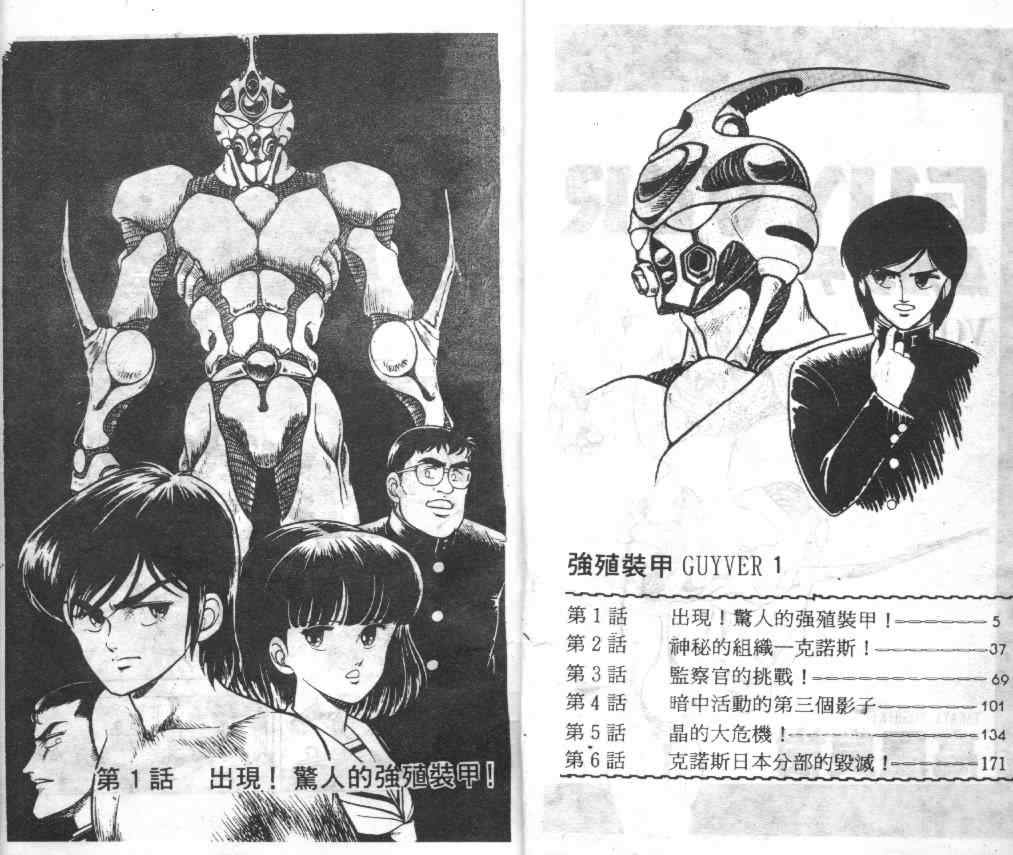 第1話　出現！驚人的強殖裝甲！
強殖裝甲 GUYVER 1
第1話　出現！驚人的强殖裝甲！ 5
第2話　神秘的組織—克諾斯！ 37
第3話　監察官的挑戰！ 69
第4話　暗中活動的第三個影子 101
第5話　晶的大危機！ 134
第6話　克諾斯日本分部的毀滅！ 171